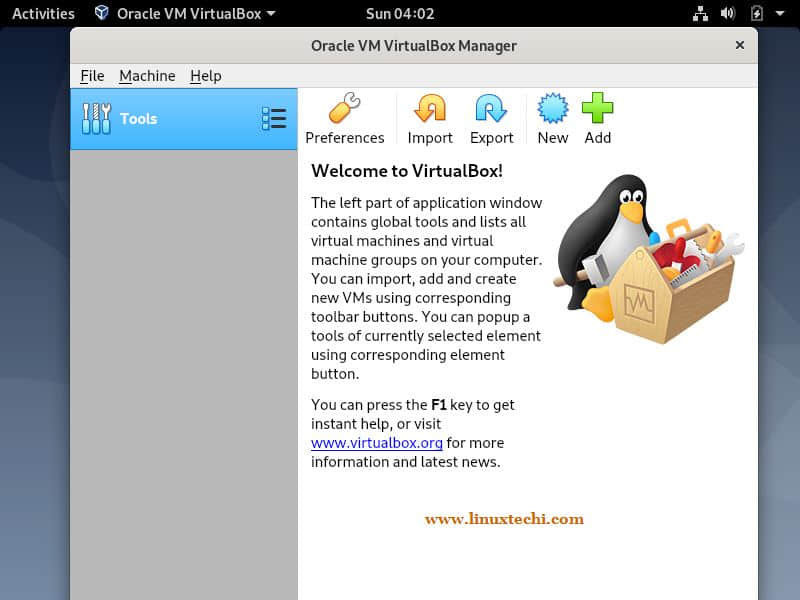 Activities Oracle VM VirtualBox Sun 04:02
Oracle VM VirtualBox Manager
File Machine Help
Tools
Preferences Import Export New Add
Welcome to VirtualBox!
The left part of application window
contains global tools and lists all
virtual machines and virtual
machine groups on your computer.
You can import, add and create
new VMs using corresponding
toolbar buttons. You can popup a
tools of currently selected element
using corresponding element
button.
You can press the F1 key to get
instant help, or visit
www.virtualbox.org for more
information and latest news.
www.linuxtechi.com